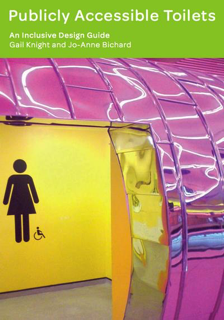 Publicly Accessible Toilets
An Inclusive Design Guide
Gail Knight and Jo-Anne Bichard